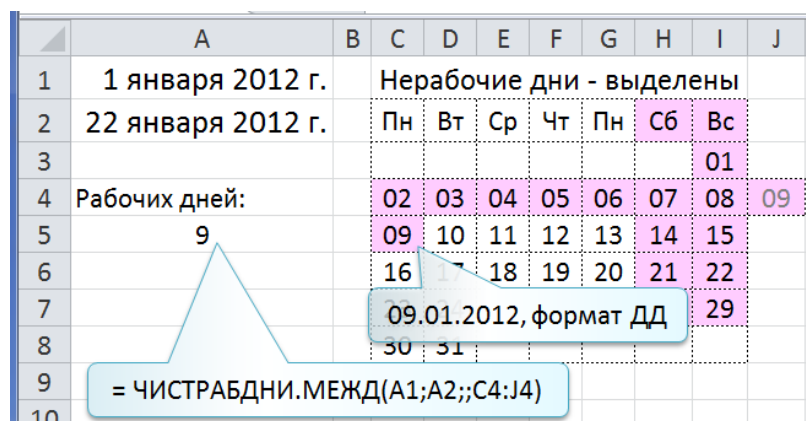 A B C D E F G H I J
1 1 января 2012 г. Нерабочие дни - выделены
2 22 января 2012 г. Пн Вт Ср Чт Пн Сб Вс
3 01
4 Рабочих дней: 02 03 04 05 06 07 08 09
5 9 09 10 11 12 13 14 15
6 16 17 18 19 20 21 22
7 29
09.01.2012, формат ДД
8 30 31
9
= ЧИСТРАБДНИ.МЕЖД(A1;A2;;C4:J4)
10